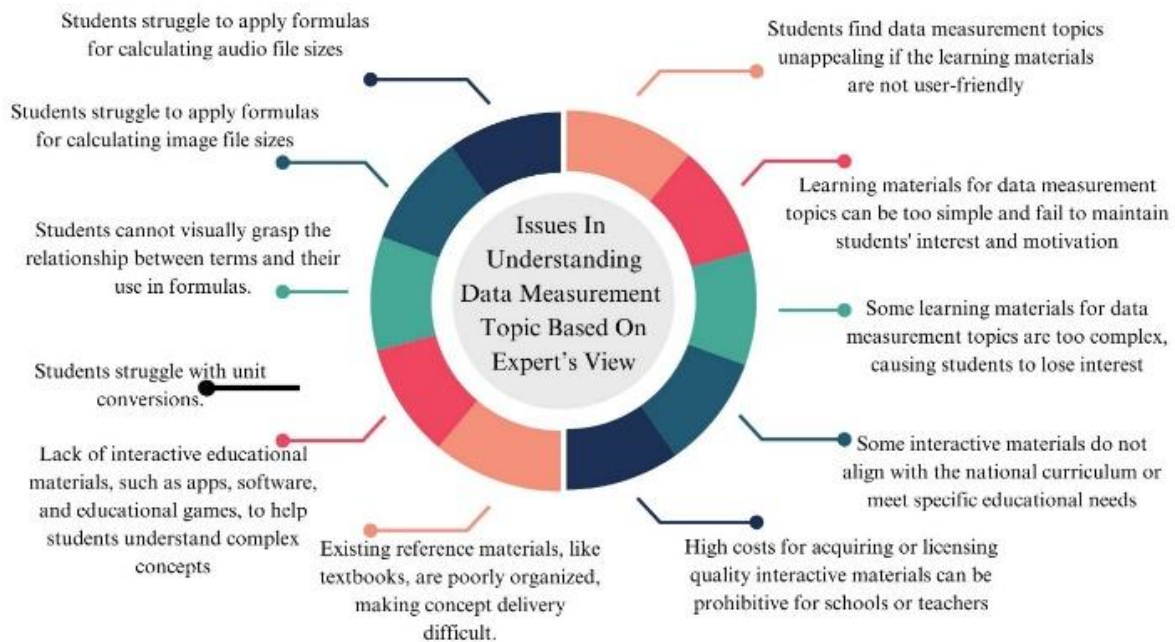 Students struggle to apply formulas
for calculating audio file sizes
Students struggle to apply formulas
for calculating image file sizes
Students cannot visually grasp the
relationship between terms and their
use in formulas.
Students struggle with unit
conversions.
Lack of interactive educational
materials, such as apps, software,
and educational games, to help
students understand complex
concepts
Existing reference materials, like
textbooks, are poorly organized,
making concept delivery
difficult.
Issues In
Understanding
Data Measurement
Topic Based On
Expert's View
Students find data measurement topics
unappealing if the learning materials
are not user-friendly
Learning materials for data measurement
topics can be too simple and fail to maintain
students' interest and motivation
Some learning materials for data
measurement topics are too complex,
causing students to lose interest
Some interactive materials do not
align with the national curriculum or
meet specific educational needs
High costs for acquiring or licensing
quality interactive materials can be
prohibitive for schools or teachers